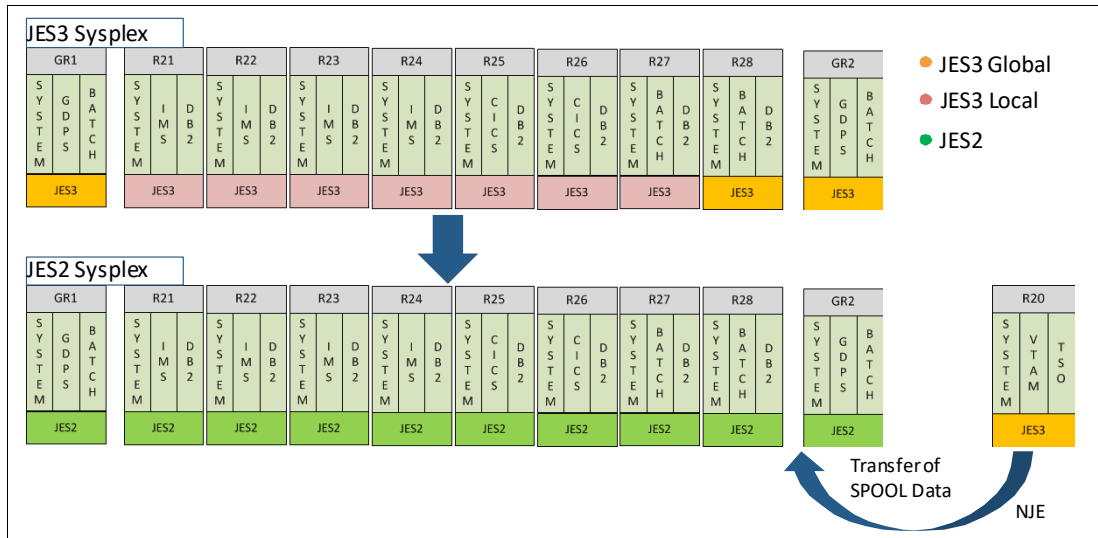 JES3 Sysplex
GR1 R21 R22 R23 R24 R25 R26 R27 R28 GR2
SYSTEM GDPS BATCH SYSTEM IMS DB2 SYSTEM IMS DB2 SYSTEM IMS DB2 SYSTEM IMS DB2 SYSTEM CICS DB2 SYSTEM CICS DB2 SYSTEM BATCH DB2 SYSTEM BATCH DB2 SYSTEM GDPS BATCH
JES3 JES3 JES3 JES3 JES3 JES3 JES3 JES3 JES3 JES3
JES3 Global
JES3 Local
JES2
JES2 Sysplex
GR1 R21 R22 R23 R24 R25 R26 R27 R28 GR2 R20
SYSTEM GDPS BATCH SYSTEM IMS DB2 SYSTEM IMS DB2 SYSTEM IMS DB2 SYSTEM IMS DB2 SYSTEM CICS DB2 SYSTEM CICS DB2 SYSTEM BATCH DB2 SYSTEM BATCH DB2 SYSTEM GDPS BATCH SYSTEM VTAM TSO
JES2 JES2 JES2 JES2 JES2 JES2 JES2 JES2 JES2 JES2 JES3
Transfer of
SPOOL Data
NJE